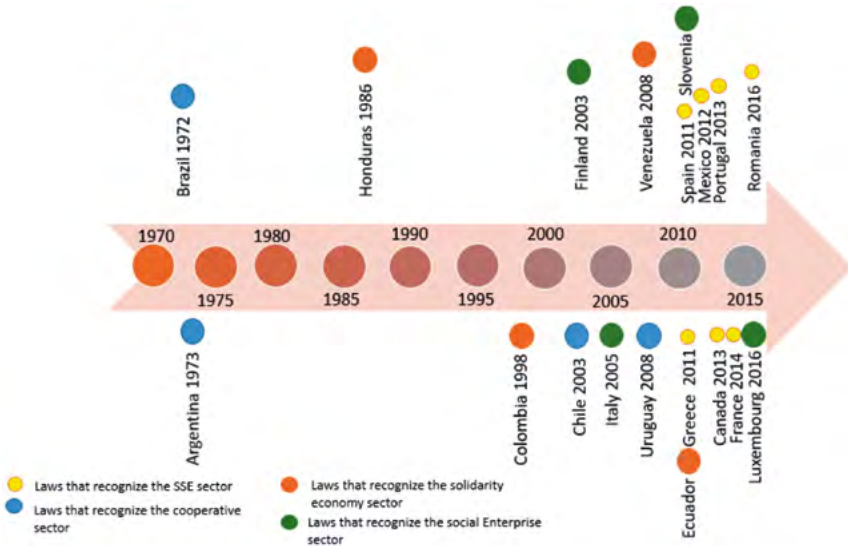 Brazil 1972
Honduras 1986
Finland 2003
Venezuela 2008
Slovenia
Spain 2011
Mexico 2012
Portugal 2013
Romania 2016
1970
1980
1990
2000
2010
1975
1985
1995
2005
2015
Argentina 1973
Colombia 1998
Chile 2003
Italy 2005
Uruguay 2008
Ecuador
Greece 2011
Canada 2013
France 2014
Luxembourg 2016
Laws that recognize the SSE sector
Laws that recognize the cooperative
sector
Laws that recognize the solidarity
economy sector
Laws that recognize the social Enterprise
sector